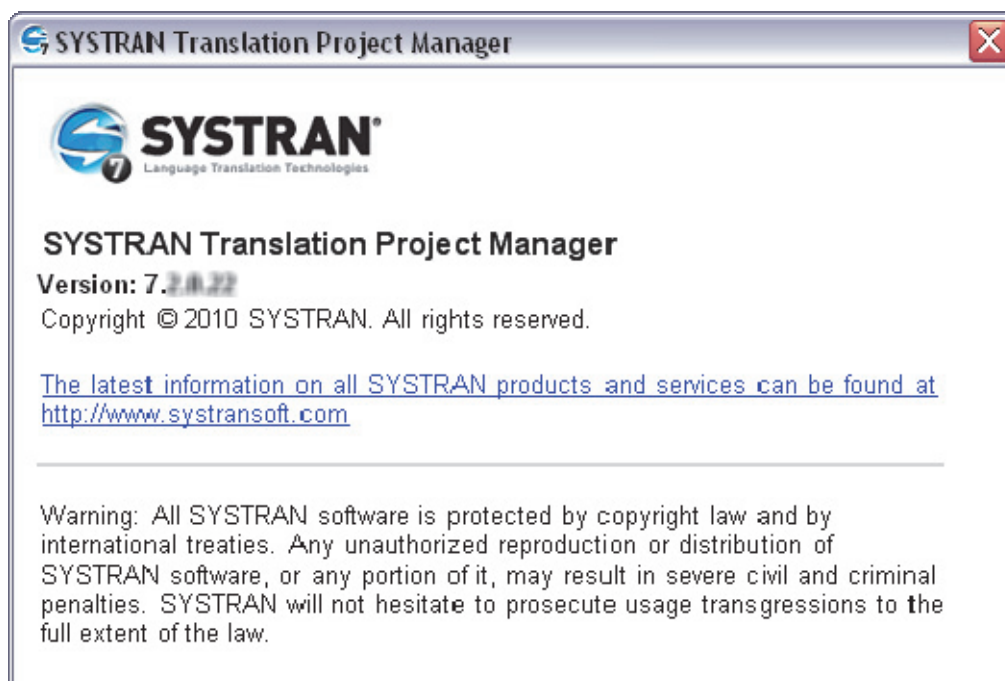 SYSTRAN Translation Project Manager
SYSTRAN®
7
Language Translation Technologies
SYSTRAN Translation Project Manager
Version: 7.
Copyright © 2010 SYSTRAN. All rights reserved.
The latest information on all SYSTRAN products and services can be found at
http://www.systransoft.com
Warning: All SYSTRAN software is protected by copyright law and by
international treaties. Any unauthorized reproduction or distribution of
SYSTRAN software, or any portion of it, may result in severe civil and criminal
penalties. SYSTRAN will not hesitate to prosecute usage transgressions to the
full extent of the law.